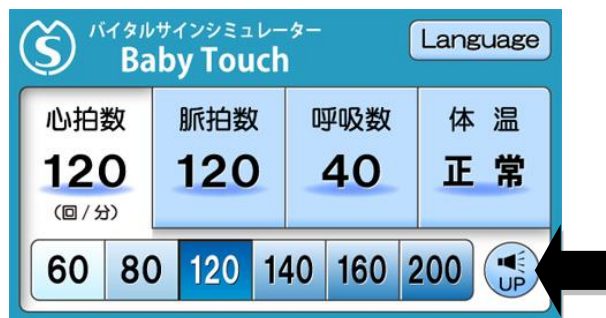 バイタルサインシミュレーター
Baby Touch
Language
心拍数 脈拍数 呼吸数 体 温
120 120 40 正 常
(回/分)
60 80 120 140 160 200 UP